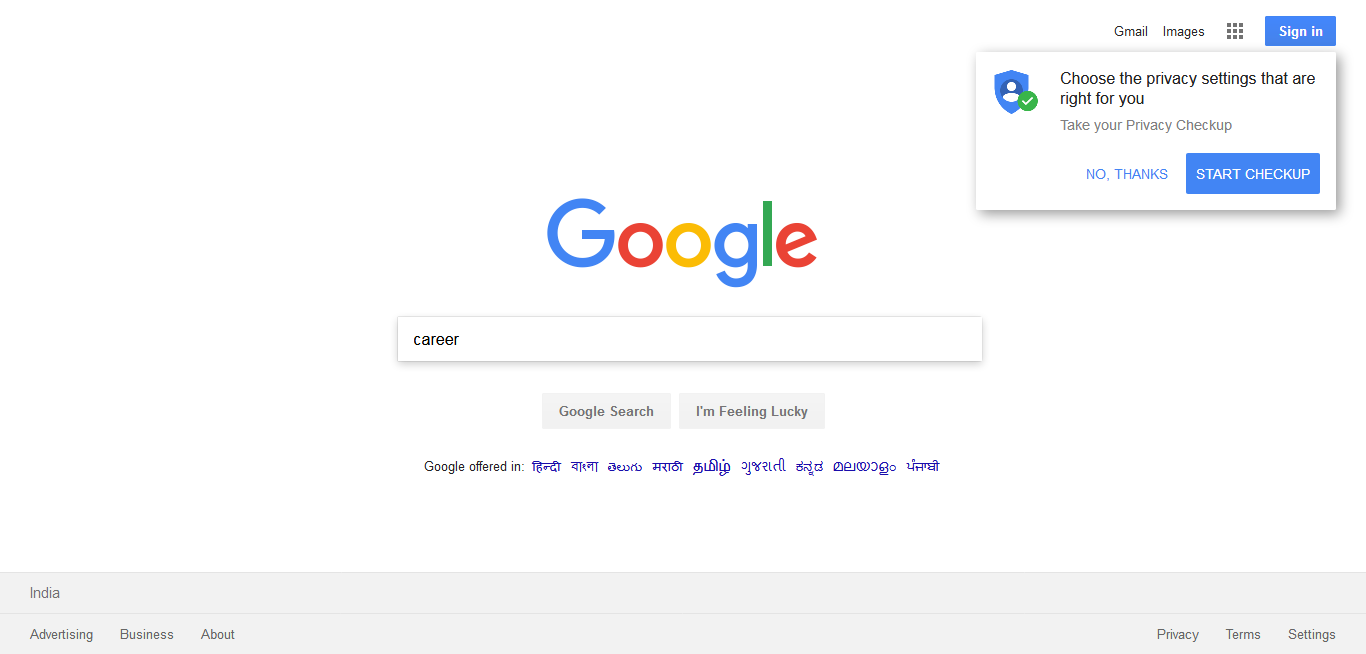 Gmail Images Sign in
Choose the privacy settings that are
right for you
Take your Privacy Checkup
NO, THANKS START CHECKUP
Google
career
Google Search I'm Feeling Lucky
Google offered in: हिन्दी বাংলা తెలుగు मराठी தமிழ் ગુજરાતી ಕನ್ನಡ മലയാളം ਪੰਜਾਬੀ
India
Advertising Business About Privacy Terms Settings